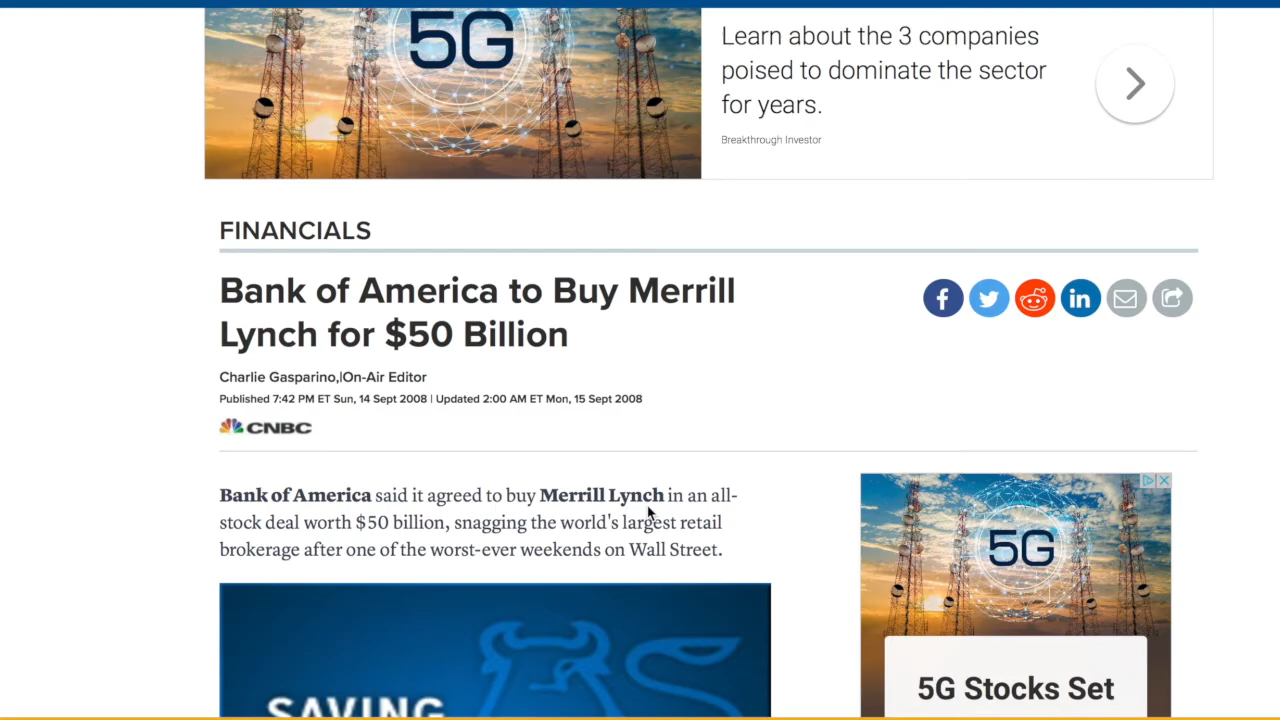 5G
Learn about the 3 companies
poised to dominate the sector
for years.
Breakthrough Investor
FINANCIALS
Bank of America to Buy Merrill
Lynch for $50 Billion
Charlie Gasparino,|On-Air Editor
Published 7:42 PM ET Sun, 14 Sept 2008 | Updated 2:00 AM ET Mon, 15 Sept 2008
CNBC
Bank of America said it agreed to buy Merrill Lynch in an all-
stock deal worth $50 billion, snagging the world's largest retail
brokerage after one of the worst-ever weekends on Wall Street.
SAVING
5G
5G Stocks Set